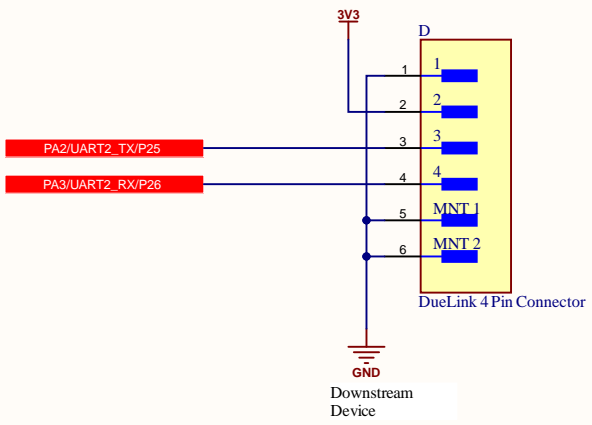 3V3
D
1 1
2 2
PA2/UART2_TX/P25 3 3
PA3/UART2_RX/P26 4 4
5 MNT 1
6 MNT 2
DueLink 4 Pin Connector
GND
Downstream
Device